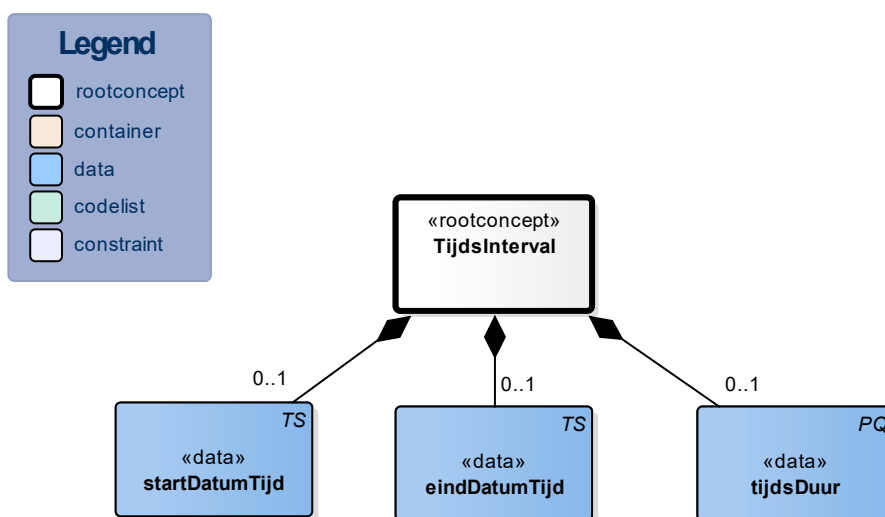 Legend
rootconcept
container
data
codelist
constraint
«rootconcept»
TijdsInterval
0..1
0..1
0..1
TS
«data»
startDatumTijd
TS
«data»
eindDatumTijd
PQ
«data»
tijdsDuur